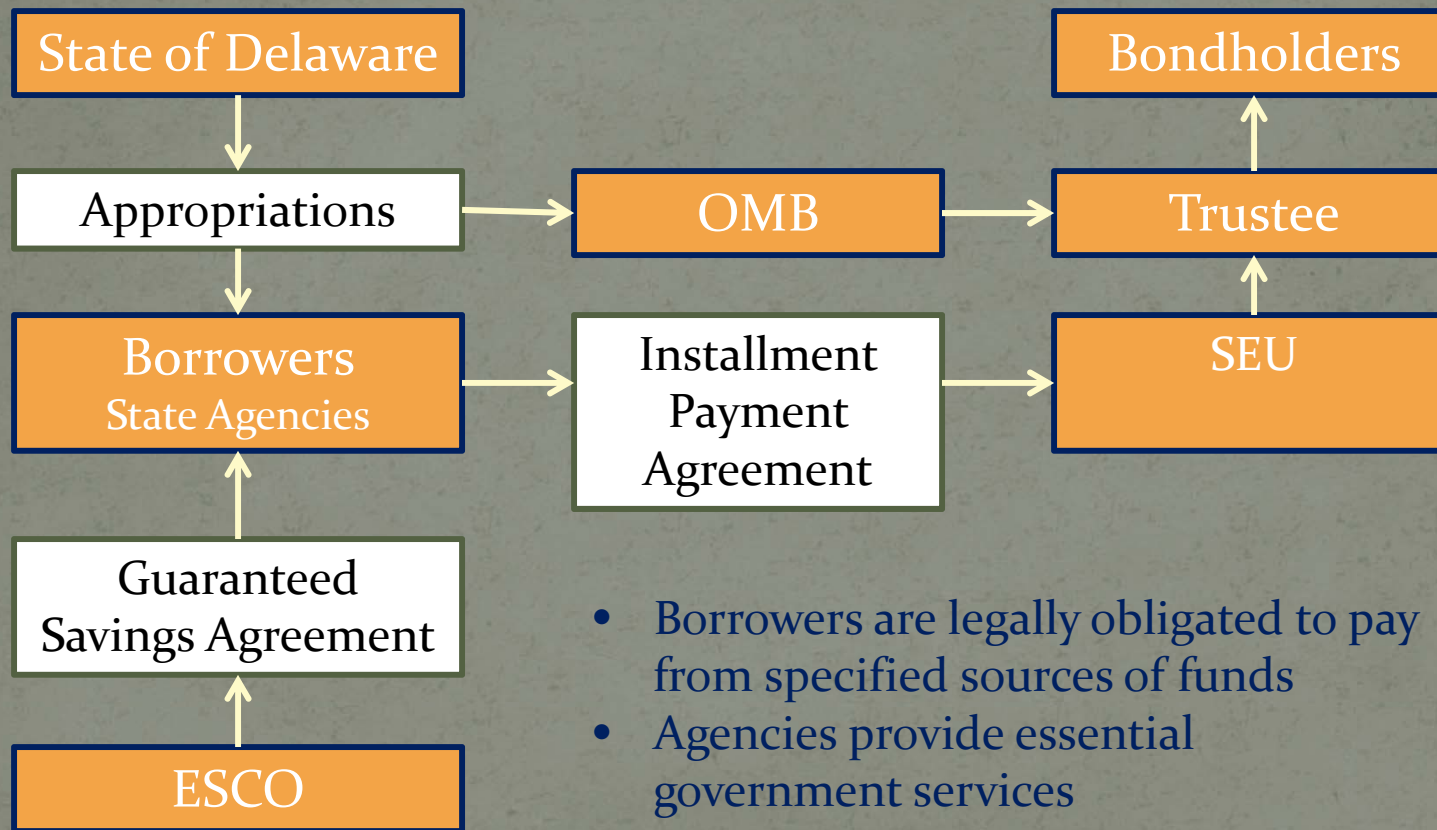 State of Delaware
Bondholders
Appropriations
OMB
Trustee
Borrowers
State Agencies
Installment
Payment
Agreement
SEU
Guaranteed
Savings Agreement
ESCO
• Borrowers are legally obligated to pay
from specified sources of funds
• Agencies provide essential
government services